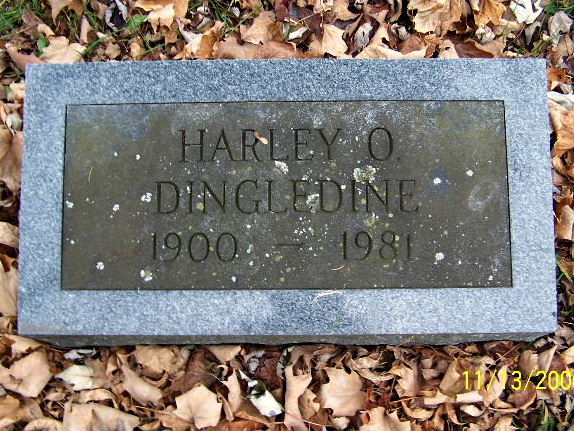 HARLEY O.
DINGLEDINE
1900 — 1981
11/13/200